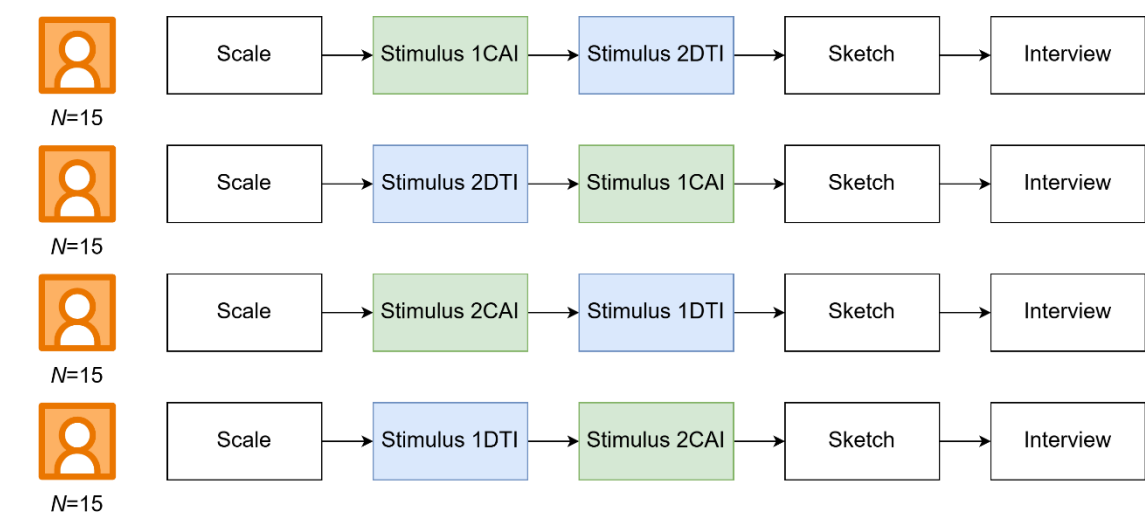 Scale
Stimulus 1CAI
Stimulus 2DTI
Sketch
Interview
N=15
Scale
Stimulus 2DTI
Stimulus 1CAI
Sketch
Interview
N=15
Scale
Stimulus 2CAI
Stimulus 1DTI
Sketch
Interview
N=15
Scale
Stimulus 1DTI
Stimulus 2CAI
Sketch
Interview
N=15